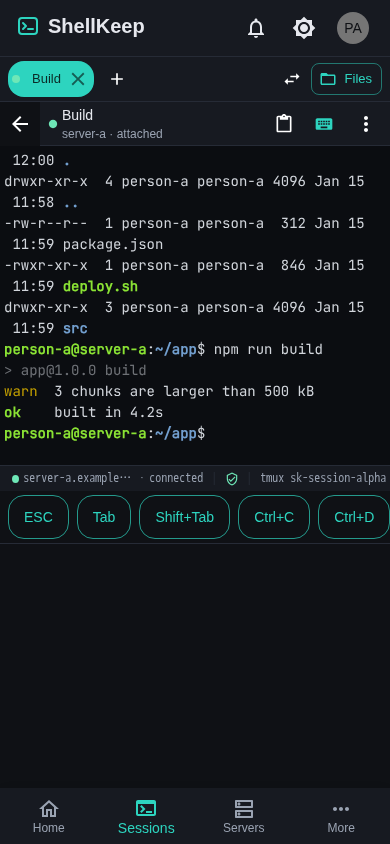 ShellKeep
PA
Build
Files
Build
server-a · attached
12:00 .
drwxr-xr-x  4 person-a person-a 4096 Jan 15
11:58 ..
-rw-r--r--  1 person-a person-a  312 Jan 15
11:59 package.json
-rwxr-xr-x  1 person-a person-a  846 Jan 15
11:59 deploy.sh
drwxr-xr-x  3 person-a person-a 4096 Jan 15
11:59 src
person-a@server-a:~/app$ npm run build
> app@1.0.0 build
warn  3 chunks are larger than 500 kB
ok    built in 4.2s
person-a@server-a:~/app$
server-a.example··· · connected
tmux sk-session-alpha
ESC Tab Shift+Tab Ctrl+C Ctrl+D
Home Sessions Servers More